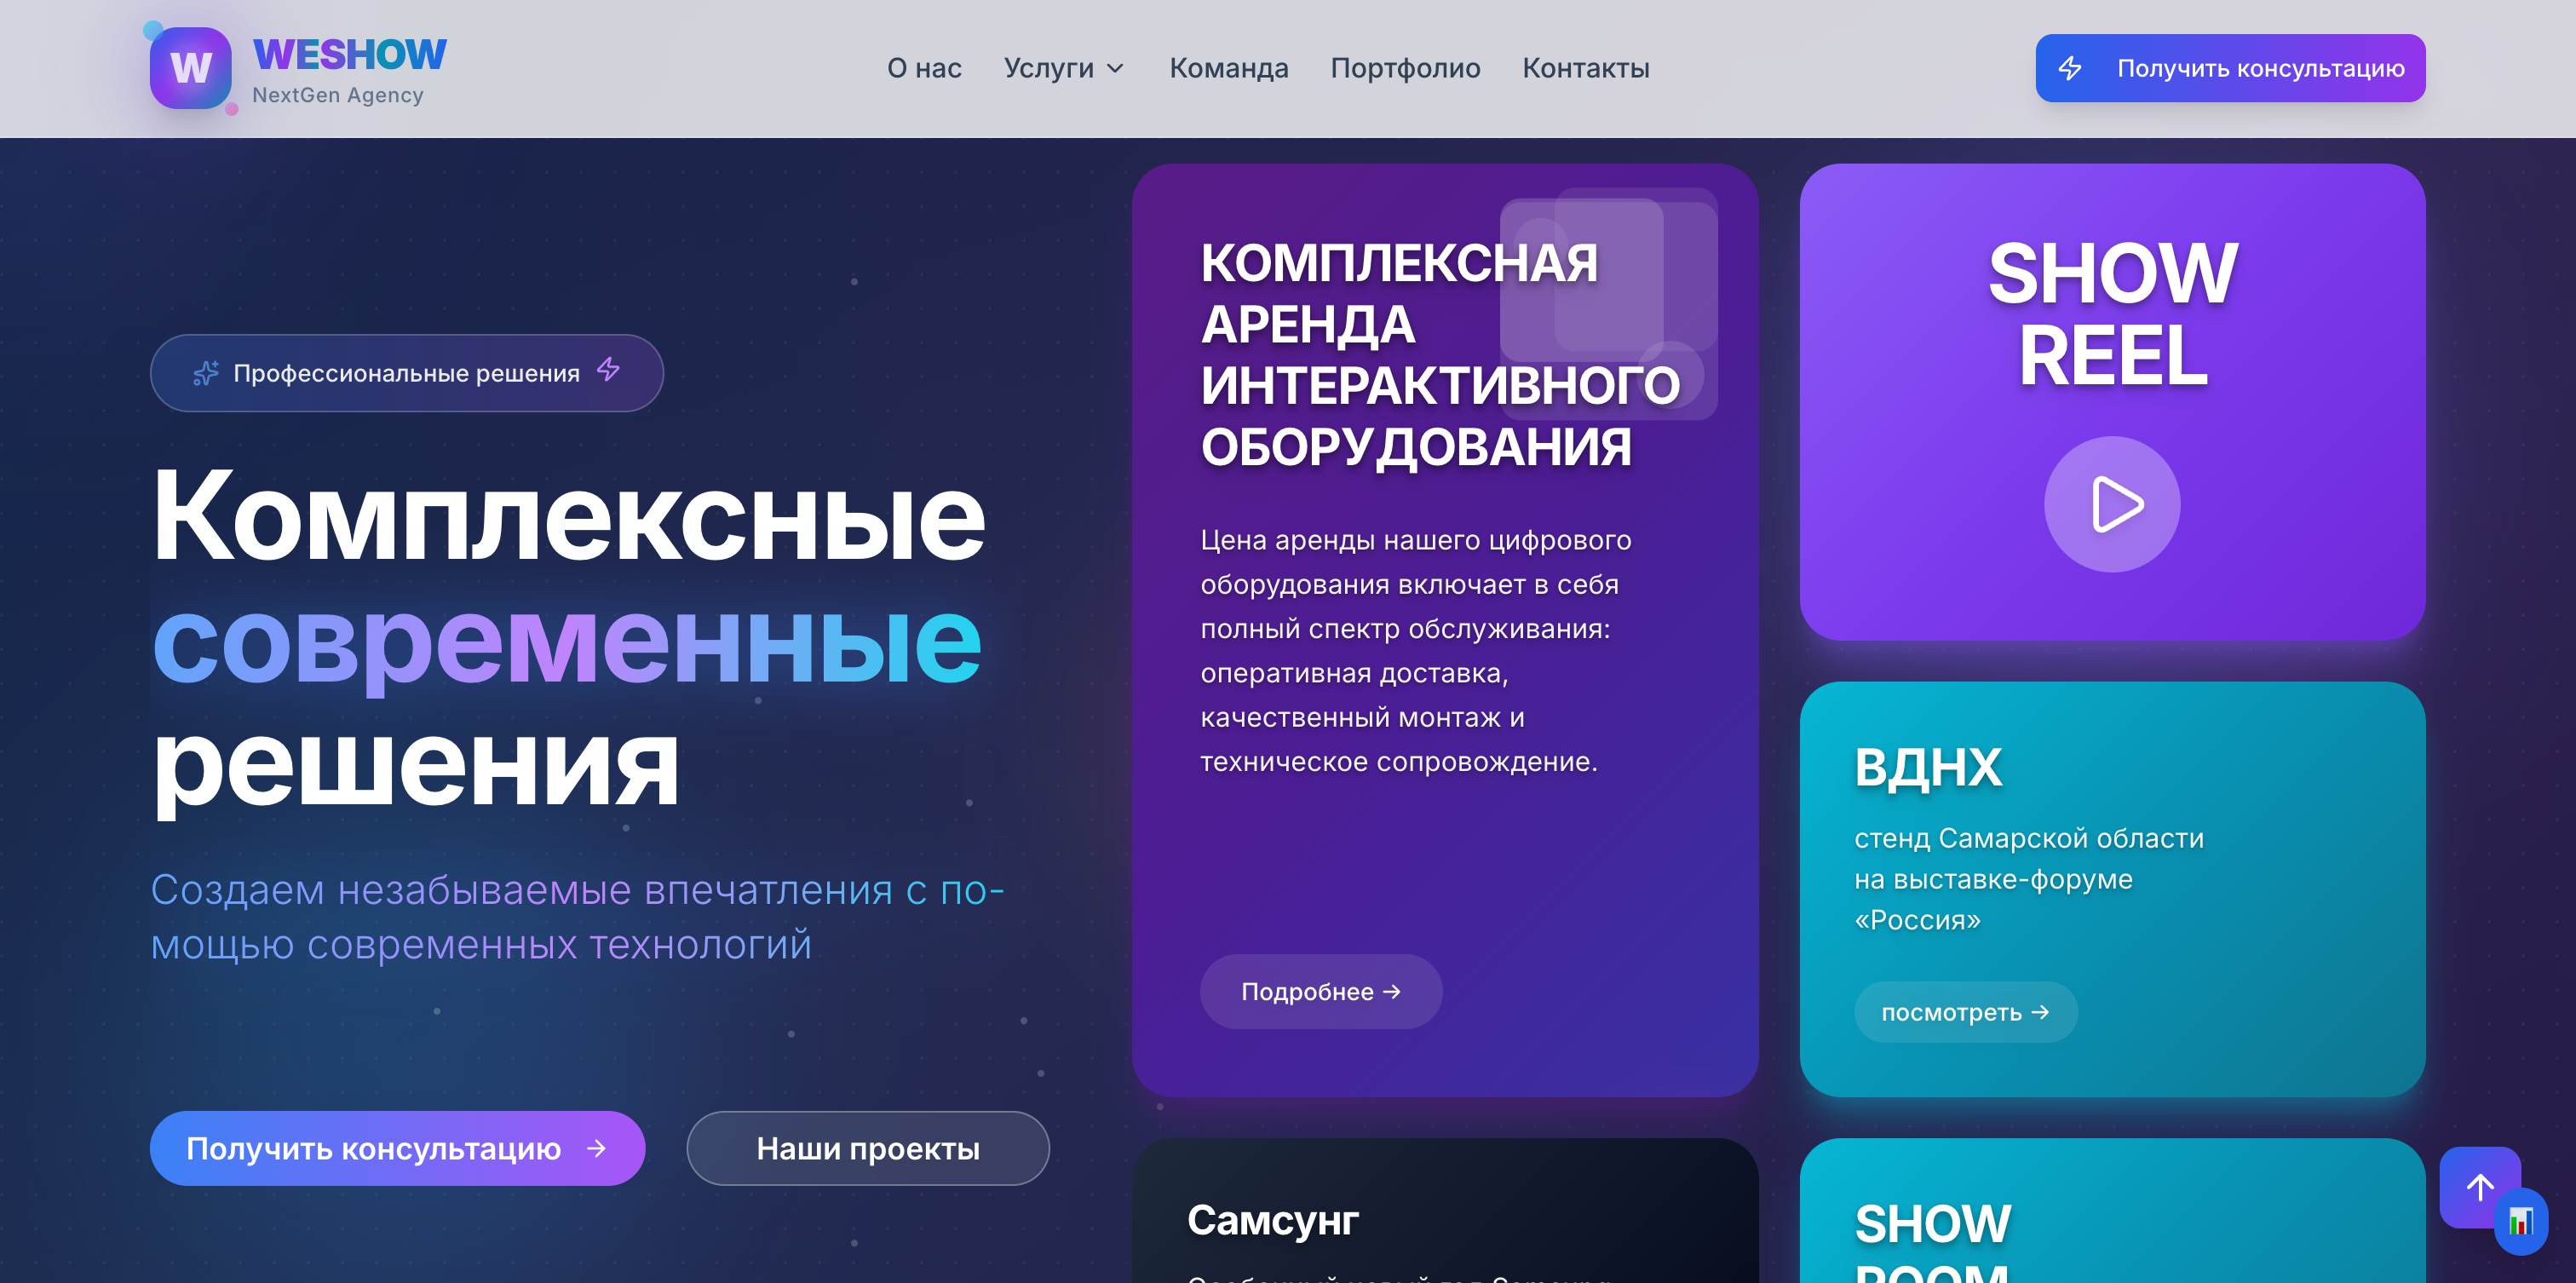 W
WESHOW
NextGen Agency
О нас
Услуги
Команда
Портфолио
Контакты
Получить консультацию
Профессиональные решения
Комплексные
современные
решения
Создаем незабываемые впечатления с по-
мощью современных технологий
Получить консультацию →
Наши проекты
КОМПЛЕКСНАЯ
АРЕНДА
ИНТЕРАКТИВНОГО
ОБОРУДОВАНИЯ
Цена аренды нашего цифрового
оборудования включает в себя
полный спектр обслуживания:
оперативная доставка,
качественный монтаж и
техническое сопровождение.
Подробнее →
SHOW
REEL
ВДНХ
стенд Самарской области
на выставке-форуме
«Россия»
посмотреть →
Самсунг
SHOW
ROOM